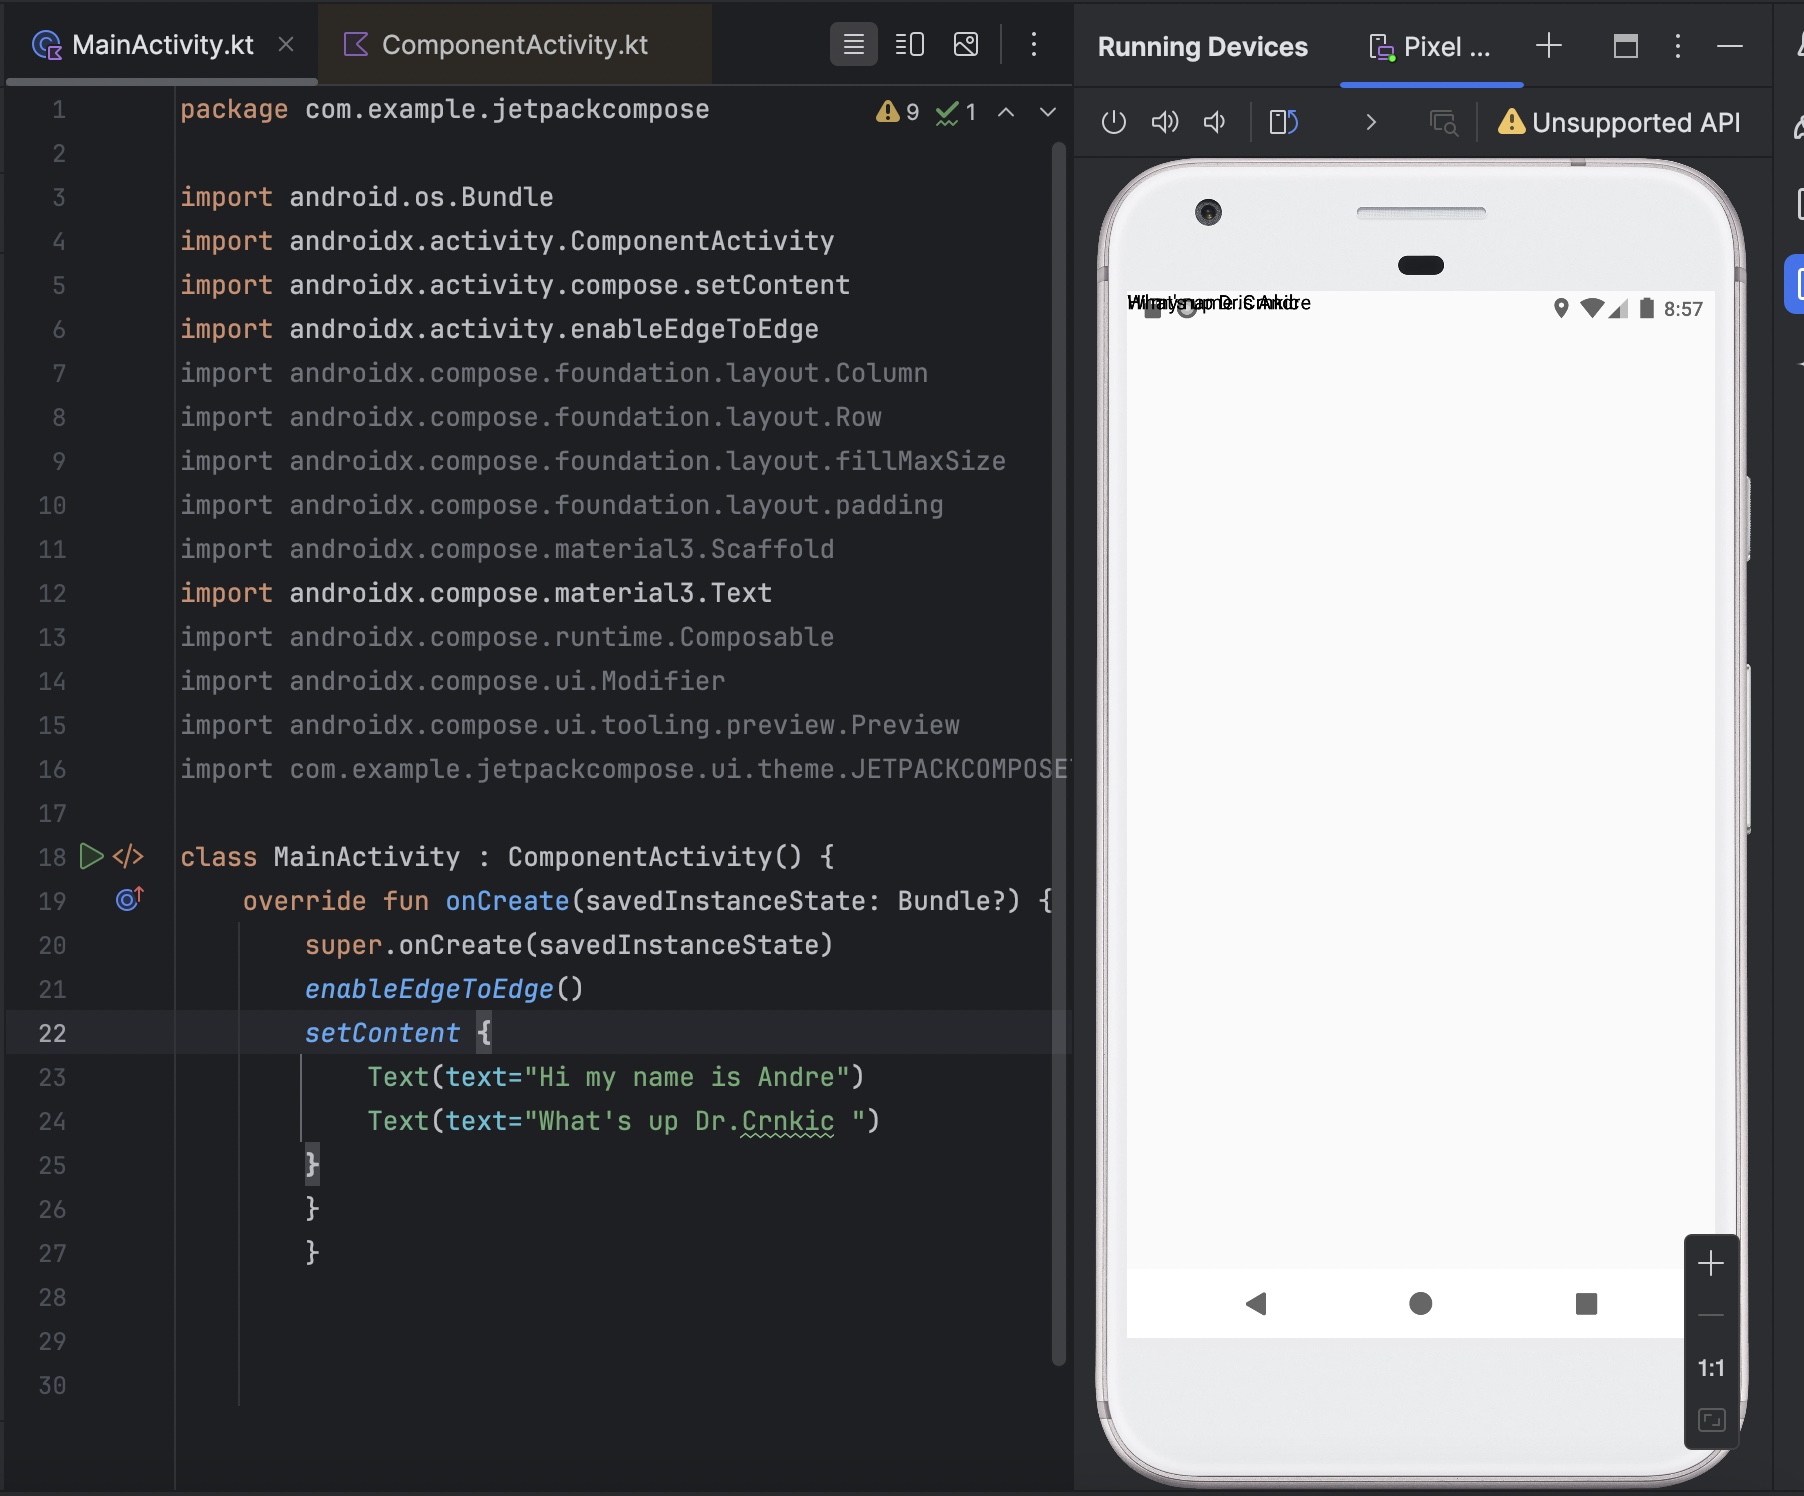 MainActivity.kt
ComponentActivity.kt
Running Devices
Pixel ...
9
1
Unsupported API
1 package com.example.jetpackcompose
2
3 import android.os.Bundle
4 import androidx.activity.ComponentActivity
5 import androidx.activity.compose.setContent
6 import androidx.activity.enableEdgeToEdge
7 import androidx.compose.foundation.layout.Column
8 import androidx.compose.foundation.layout.Row
9 import androidx.compose.foundation.layout.fillMaxSize
10 import androidx.compose.foundation.layout.padding
11 import androidx.compose.material3.Scaffold
12 import androidx.compose.material3.Text
13 import androidx.compose.runtime.Composable
14 import androidx.compose.ui.Modifier
15 import androidx.compose.ui.tooling.preview.Preview
16 import com.example.jetpackcompose.ui.theme.JETPACKCOMPOSE
17
18 </> class MainActivity : ComponentActivity() {
19 override fun onCreate(savedInstanceState: Bundle?) {
20 super.onCreate(savedInstanceState)
21 enableEdgeToEdge()
22 setContent {
23 Text(text="Hi my name is Andre")
24 Text(text="What's up Dr.Crnkic ")
25 }
26 }
27 }
28
29
30
8:57
1:1